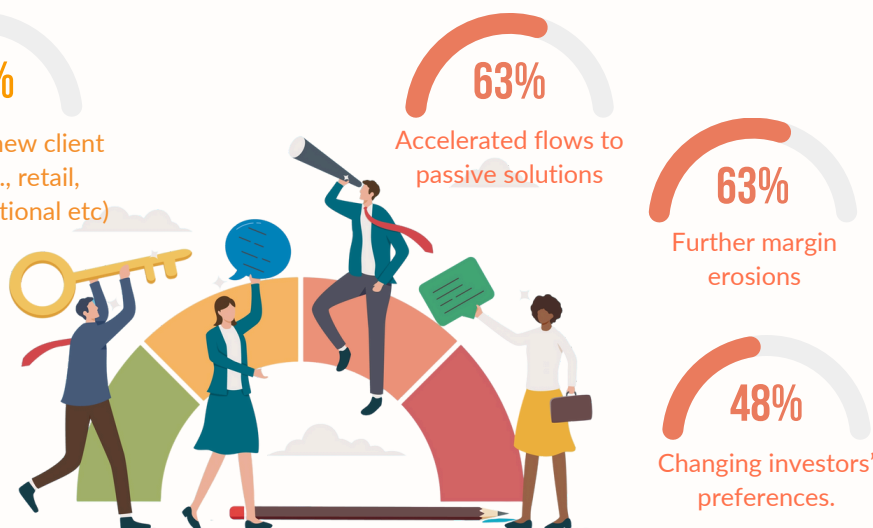 %
new client
., retail,
tional etc)
63%
Accelerated flows to
passive solutions
63%
Further margin
erosions
48%
Changing investors’
preferences.